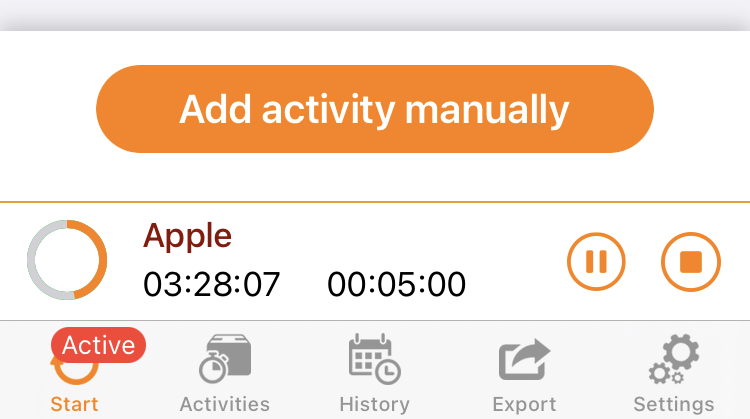 Add activity manually
Apple
03:28:07 00:05:00
Active
Start Activities History Export Settings